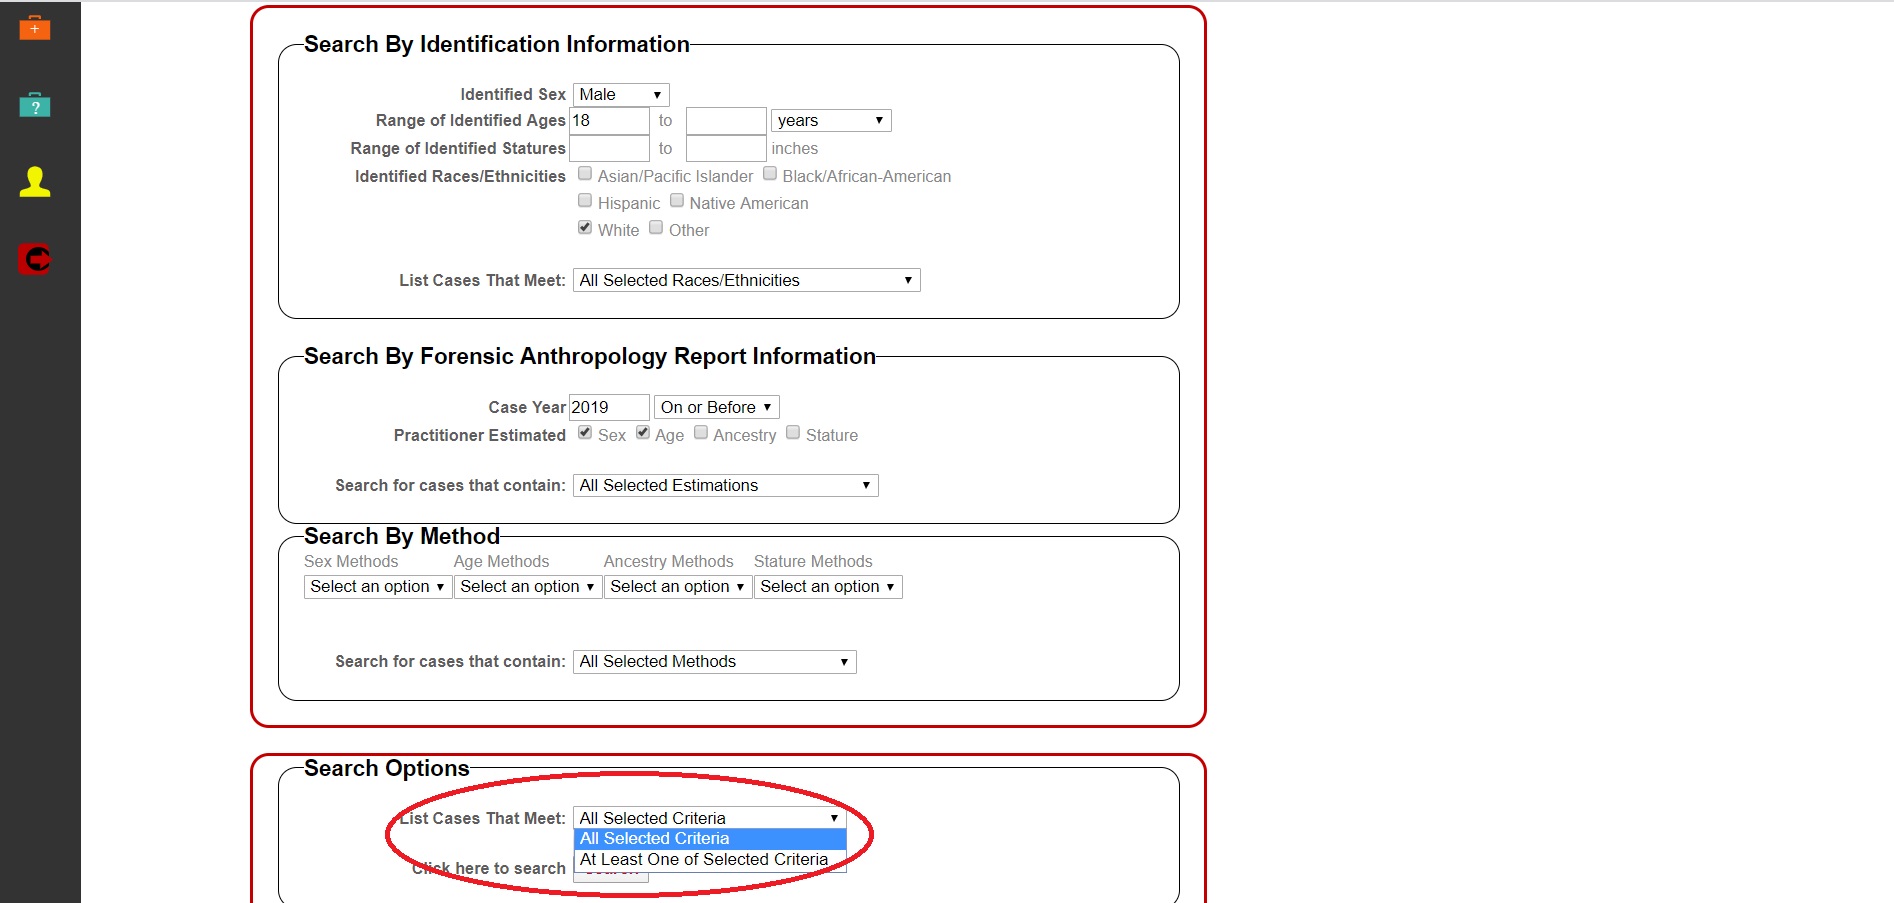 Search By Identification Information
Identified Sex Male
Range of Identified Ages 18 to years
Range of Identified Statures to inches
Identified Races/Ethnicities Asian/Pacific Islander Black/African-American
Hispanic Native American
White Other
List Cases That Meet: All Selected Races/Ethnicities
Search By Forensic Anthropology Report Information
Case Year 2019 On or Before
Practitioner Estimated Sex Age Ancestry Stature
Search for cases that contain: All Selected Estimations
Search By Method
Sex Methods Age Methods Ancestry Methods Stature Methods
Select an option Select an option Select an option Select an option
Search for cases that contain: All Selected Methods
Search Options
List Cases That Meet: All Selected Criteria
All Selected Criteria
At Least One of Selected Criteria
Click here to search